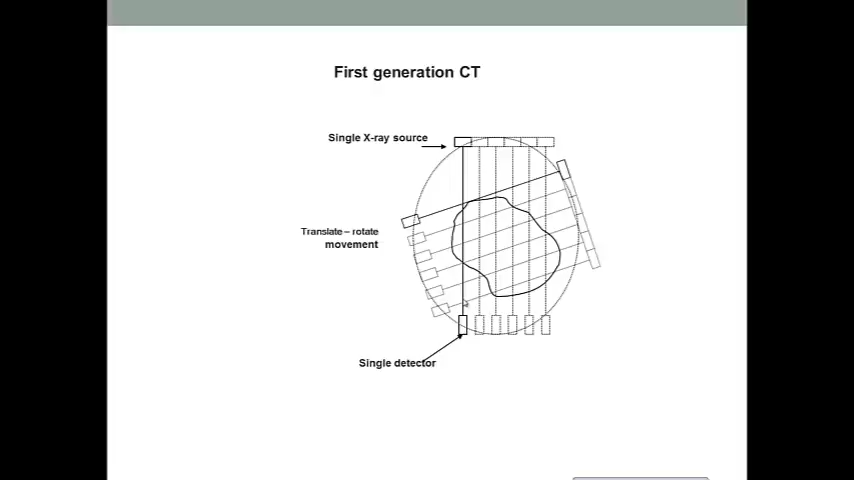 First generation CT
Single X-ray source
Translate – rotate
movement
Single detector